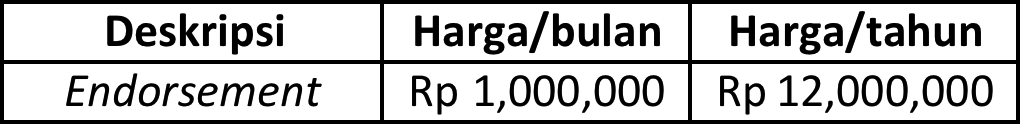 Deskripsi Harga/bulan Harga/tahun
Endorsement Rp 1,000,000 Rp 12,000,000